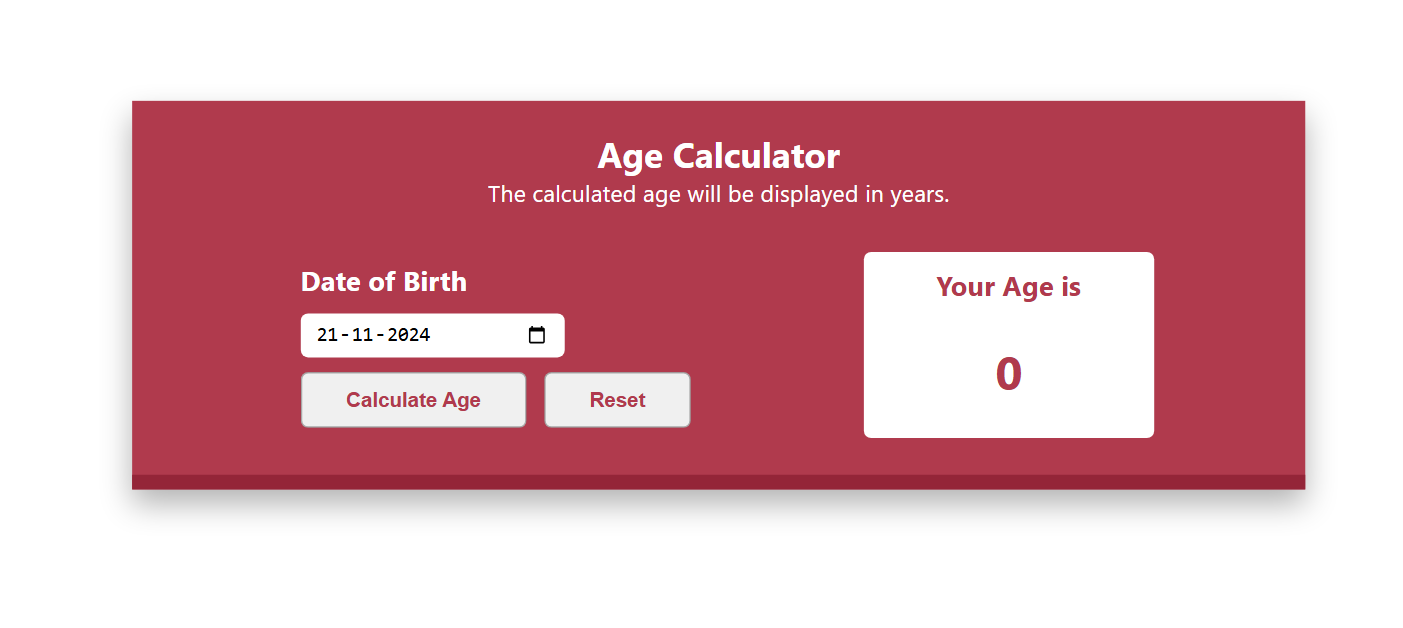 Age Calculator
The calculated age will be displayed in years.
Date of Birth
21-11-2024
Calculate Age
Reset
Your Age is
0